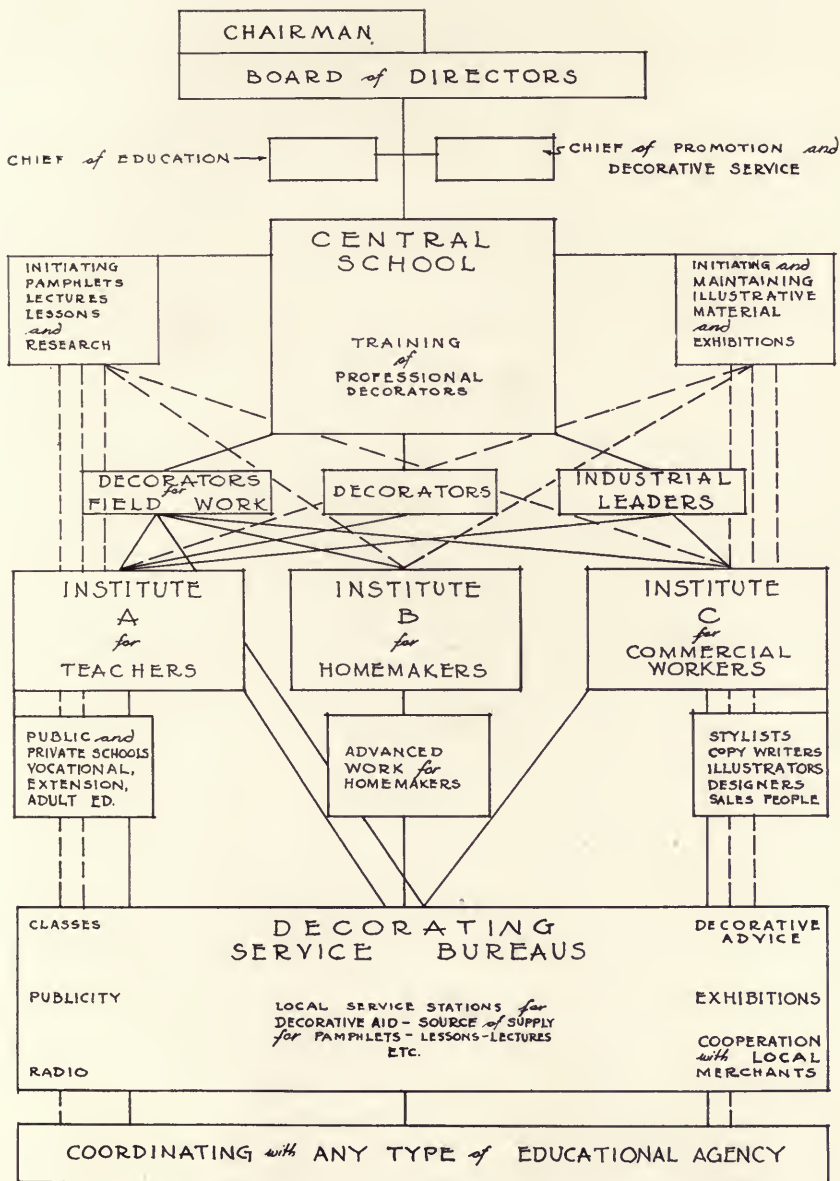 CHAIRMAN
BOARD of DIRECTORS
CHIEF of EDUCATION
CHIEF of PROMOTION and
DECORATIVE SERVICE
CENTRAL
SCHOOL
TRAINING
of
PROFESSIONAL
DECORATORS
INITIATING
PAMPHLETS
LECTURES
LESSONS
and
RESEARCH
INITIATING and
MAINTAINING
ILLUSTRATIVE
MATERIAL
and
EXHIBITIONS
DECORATORS
for
FIELD WORK
DECORATORS
INDUSTRIAL
LEADERS
INSTITUTE
A
for
TEACHERS
INSTITUTE
B
for
HOMEMAKERS
INSTITUTE
C
for
COMMERCIAL
WORKERS
PUBLIC and
PRIVATE SCHOOLS
VOCATIONAL,
EXTENSION,
ADULT ED.
ADVANCED
WORK for
HOMEMAKERS
STYLISTS
COPY WRITERS
ILLUSTRATORS
DESIGNERS
SALES PEOPLE
DECORATING
SERVICE BUREAUS
CLASSES
PUBLICITY
RADIO
LOCAL SERVICE STATIONS for
DECORATIVE AID - SOURCE of SUPPLY
for PAMPHLETS - LESSONS - LECTURES
ETC.
DECORATIVE
ADVICE
EXHIBITIONS
COOPERATION
with LOCAL
MERCHANTS
COORDINATING with ANY TYPE of EDUCATIONAL AGENCY